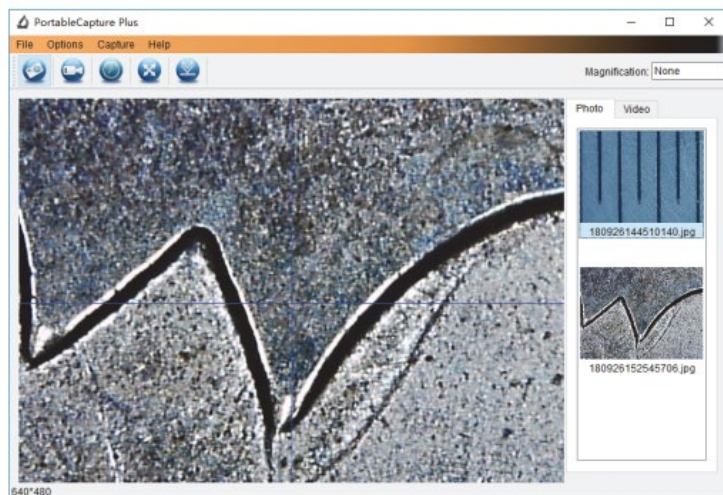 PortableCapture Plus
File Options Capture Help
Magnification: None
Photo Video
180926144510140.jpg
180926152545706.jpg
640*480